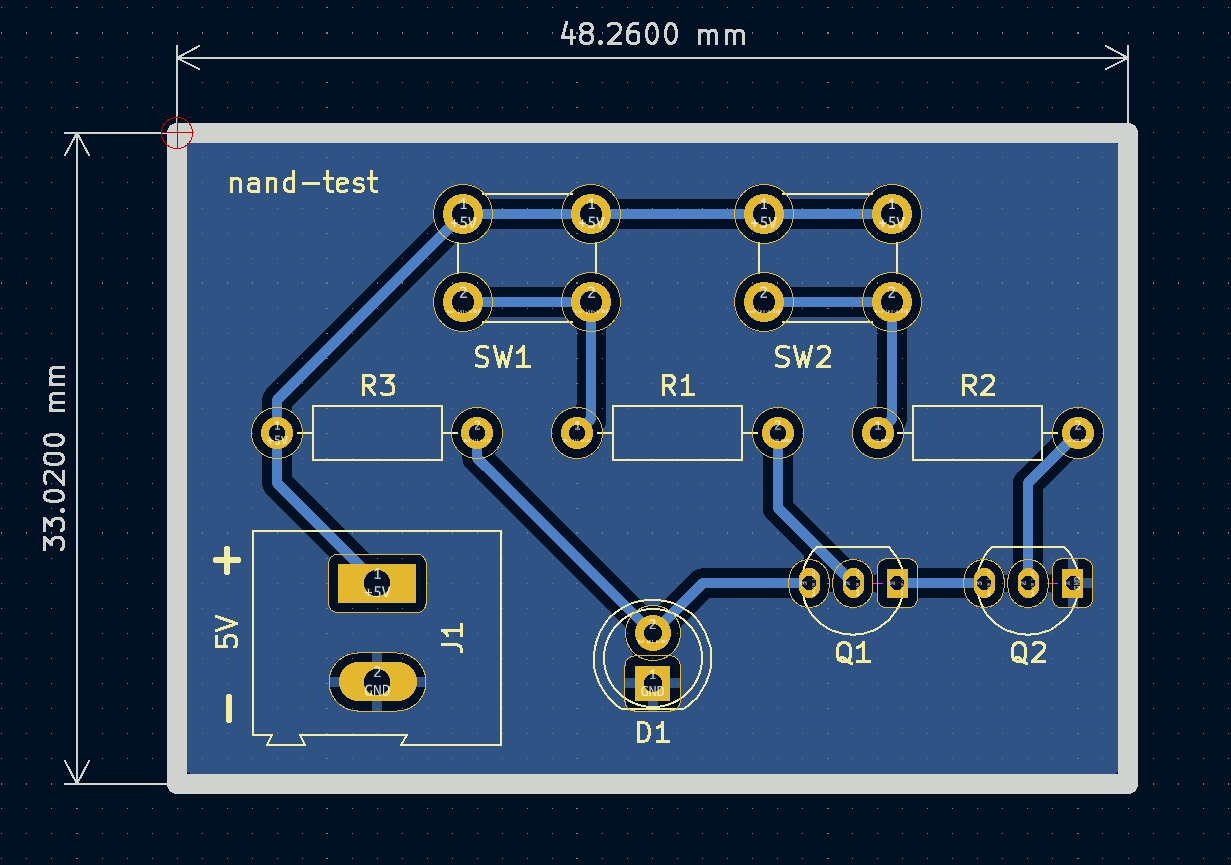 48.2600 mm
nand-test
1
+5V
1
+5V
1
+5V
1
+5V
2
2
2
2
SW1
SW2
R3
R1
R2
1
+5V
2
1
2
1
2
33.0200 mm
+
1
+5V
5V
J1
2
Q1
Q2
2
GND
1
GND
-
D1